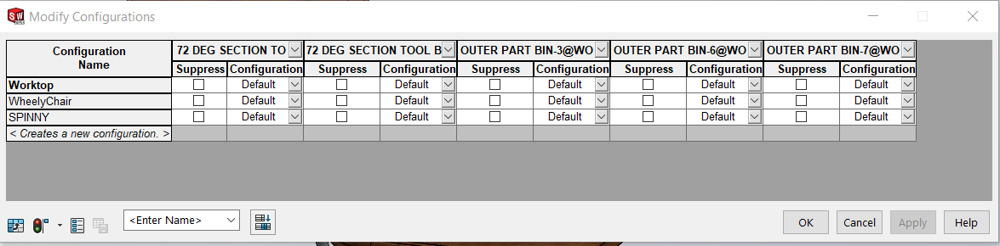 SW
Modify Configurations
Configuration Name 72 DEG SECTION TO 72 DEG SECTION TOOL B OUTER PART BIN-3@WO OUTER PART BIN-6@WO OUTER PART BIN-7@WO
Suppress Configuration Suppress Configuration Suppress Configuration Suppress Configuration Suppress Configuration
Worktop Default Default Default Default Default
WheelyChair Default Default Default Default Default
SPINNY Default Default Default Default Default
< Creates a new configuration. >
<Enter Name> OK Cancel Apply Help